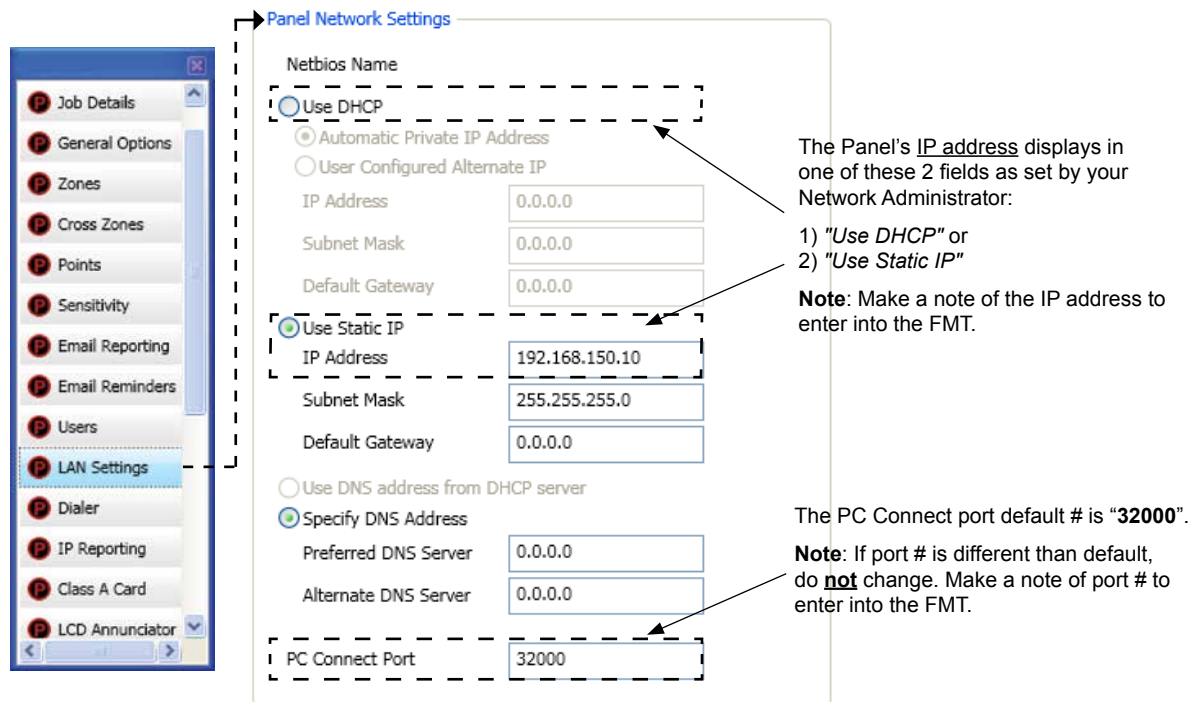 Job Details
General Options
Zones
Cross Zones
Points
Sensitivity
Email Reporting
Email Reminders
Users
LAN Settings
Dialer
IP Reporting
Class A Card
LCD Annunciator
Panel Network Settings
Netbios Name
Use DHCP
Automatic Private IP Address
User Configured Alternate IP
IP Address 0.0.0.0
Subnet Mask 0.0.0.0
Default Gateway 0.0.0.0
Use Static IP
IP Address 192.168.150.10
Subnet Mask 255.255.255.0
Default Gateway 0.0.0.0
Use DNS address from DHCP server
Specify DNS Address
Preferred DNS Server 0.0.0.0
Alternate DNS Server 0.0.0.0
PC Connect Port 32000
The Panel's IP address displays in
one of these 2 fields as set by your
Network Administrator:
1) "Use DHCP" or
2) "Use Static IP"
Note: Make a note of the IP address to
enter into the FMT.
The PC Connect port default # is “32000”.
Note: If port # is different than default,
do not change. Make a note of port # to
enter into the FMT.